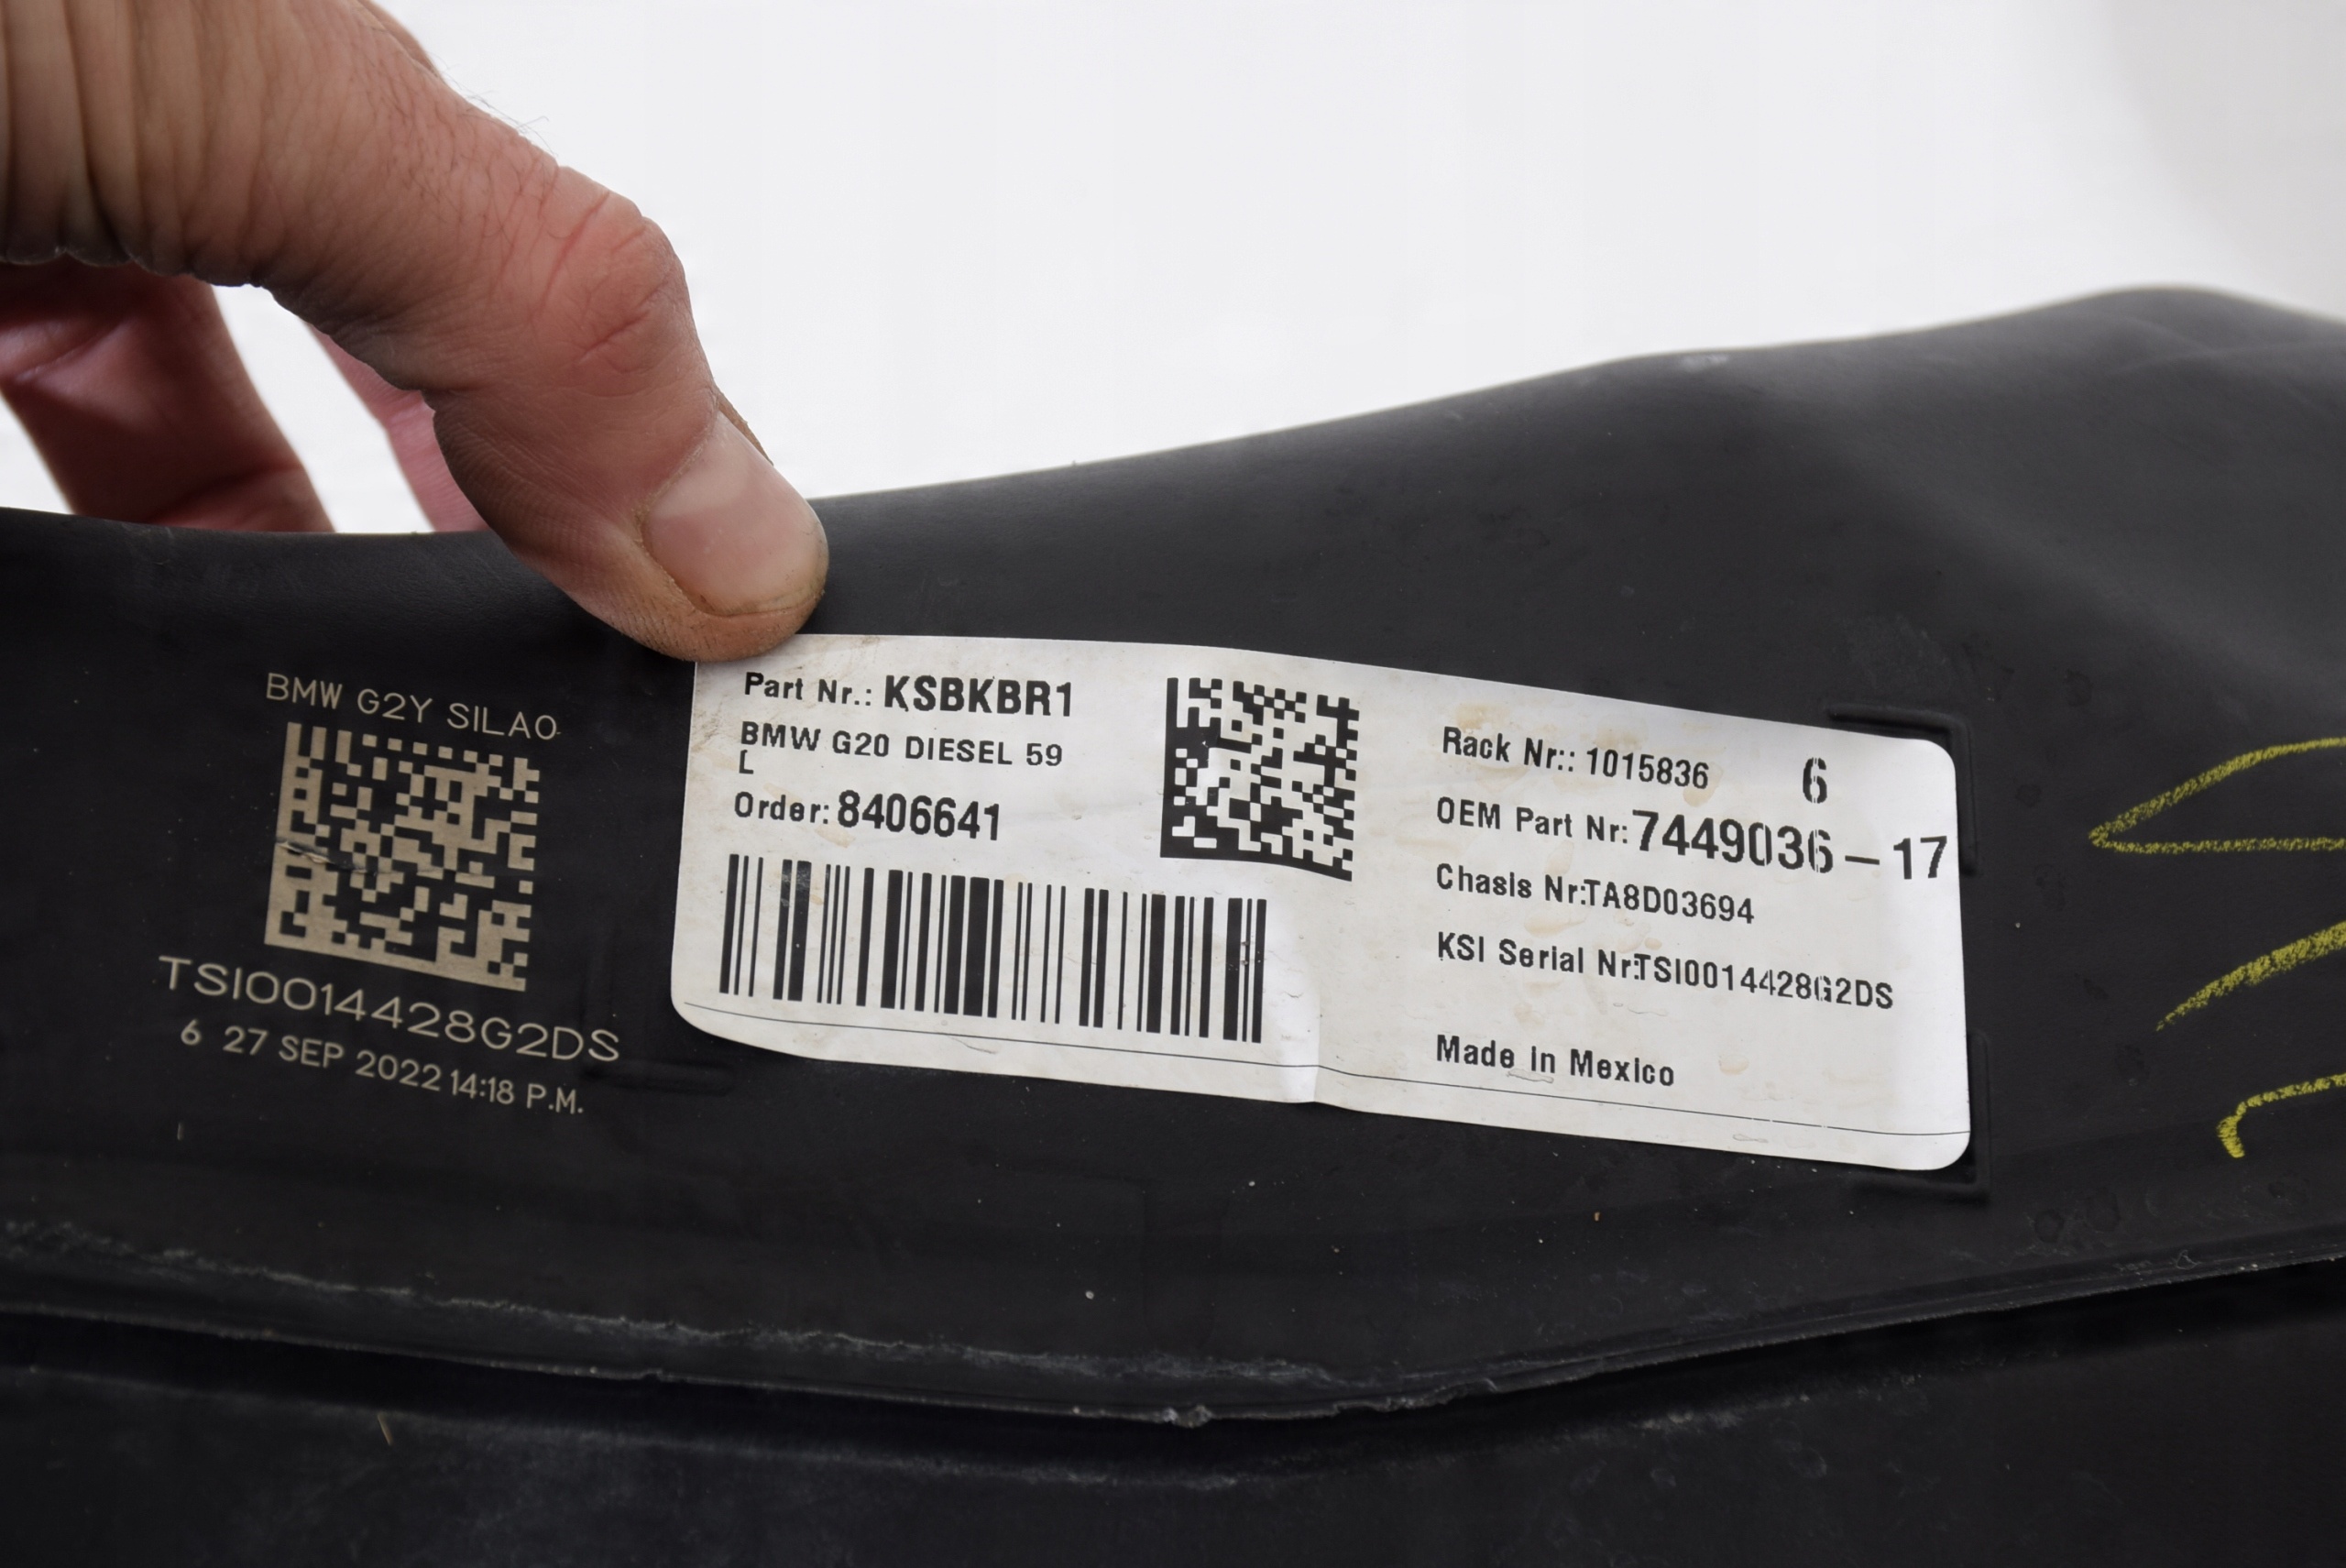 BMW G2Y SILAO
TSI0014428G2DS
6 27 SEP 2022 14:18 P.M.
Part Nr.: KSBKBR1
BMW G20 DIESEL 59
L
Order: 8406641
Rack Nr:: 1015836 6
OEM Part Nr: 7449036-17
Chasis Nr:TA8D03694
KSI Serial Nr:TSI0014428G2DS
Made in Mexico